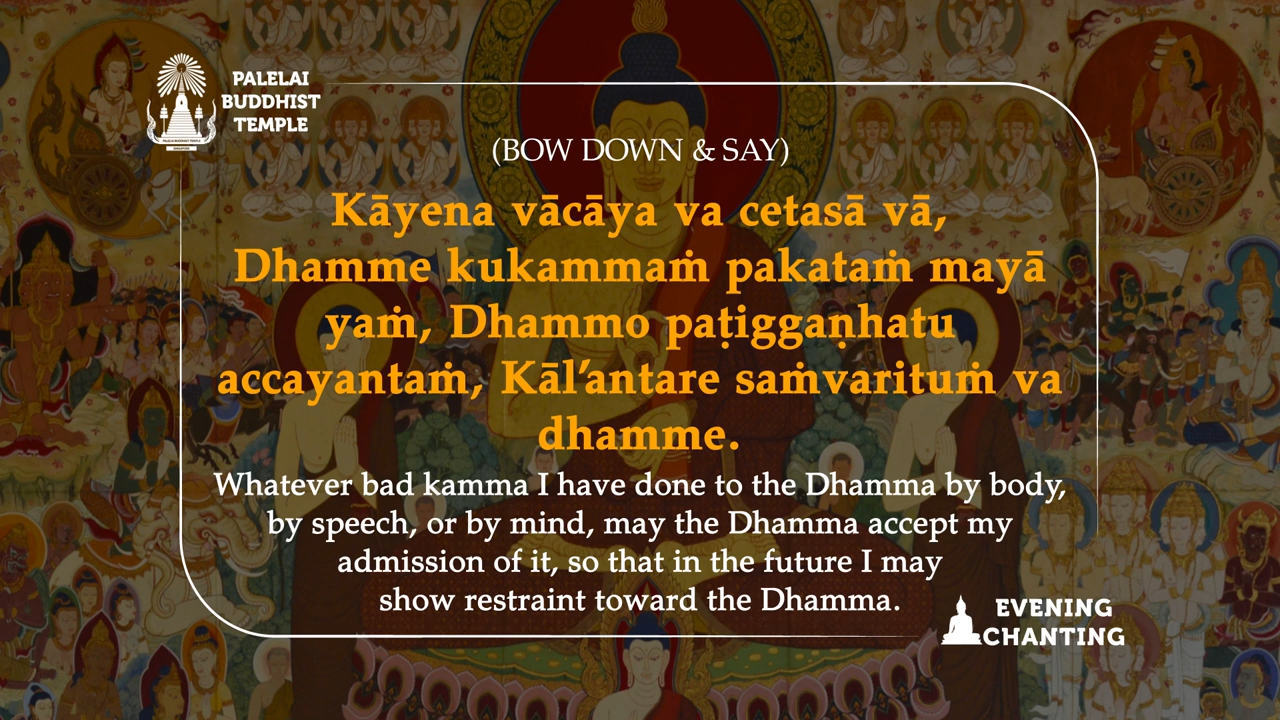 PALELAI
BUDDHIST
TEMPLE
(BOW DOWN & SAY)
Kāyena vācāya va cetasā vā,
Dhamme kukammaṁ pakataṁ mayā
yaṁ, Dhammo paṭiggaṇhatu
accayantaṁ, Kāl’antare saṁvarituṁ va
dhamme.
Whatever bad kamma I have done to the Dhamma by body,
by speech, or by mind, may the Dhamma accept my
admission of it, so that in the future I may
show restraint toward the Dhamma.
EVENING
CHANTING